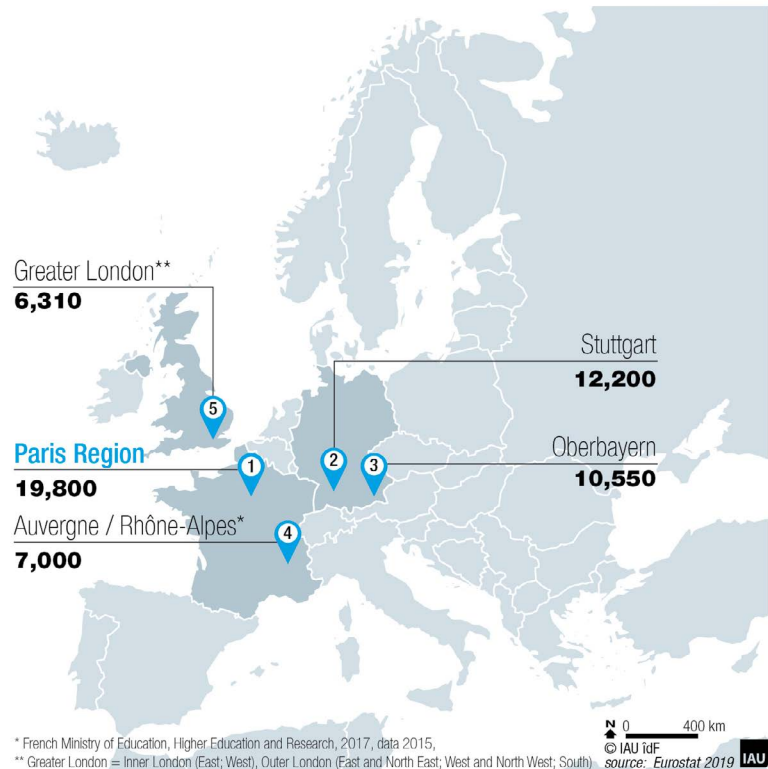 Greater London**
6,310
5
Stuttgart
12,200
Paris Region
19,800
1
2
3
Oberbayern
10,550
Auvergne / Rhône-Alpes*
7,000
4
* French Ministry of Education, Higher Education and Research, 2017, data 2015,
** Greater London = Inner London (East; West), Outer London (East and North East; West and North West; South)
N 0 400 km
© IAU îdF
source: Eurostat 2019
IAU